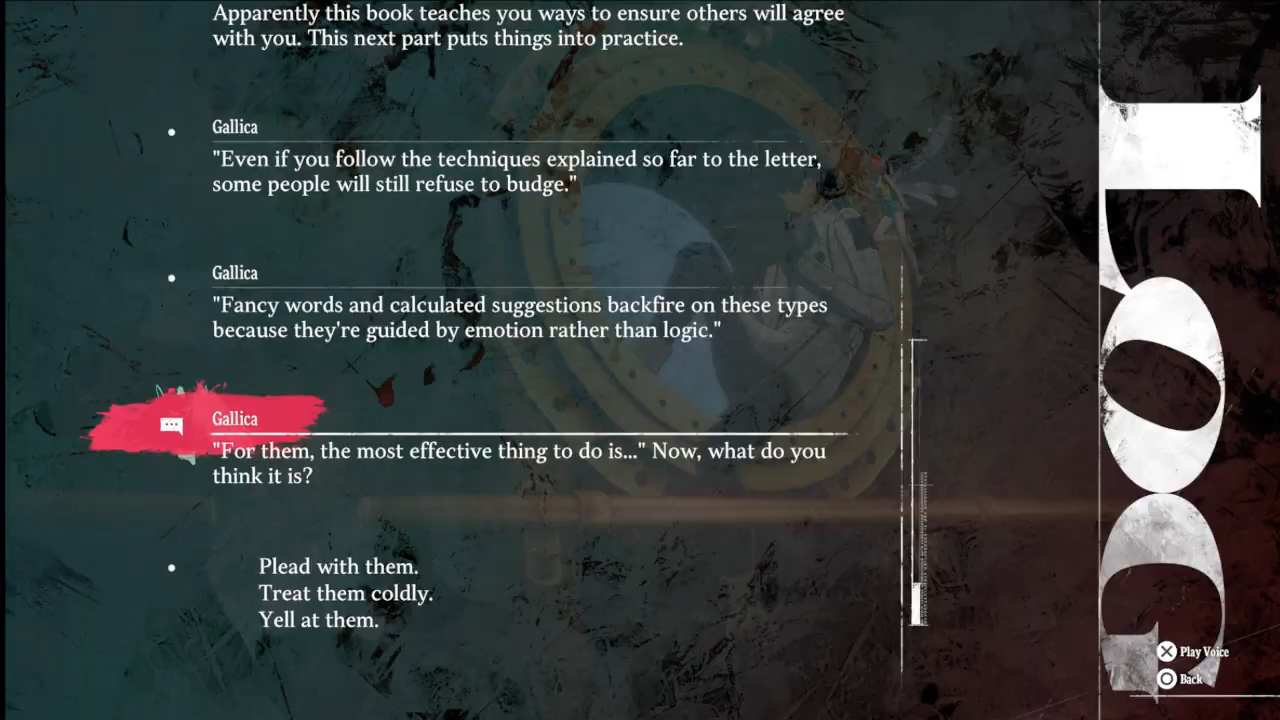 Apparently this book teaches you ways to ensure others will agree
with you. This next part puts things into practice.
Gallica
"Even if you follow the techniques explained so far to the letter,
some people will still refuse to budge."
Gallica
"Fancy words and calculated suggestions backfire on these types
because they're guided by emotion rather than logic."
Gallica
"For them, the most effective thing to do is..." Now, what do you
think it is?
Plead with them.
Treat them coldly.
Yell at them.
LOG
Play Voice
Back